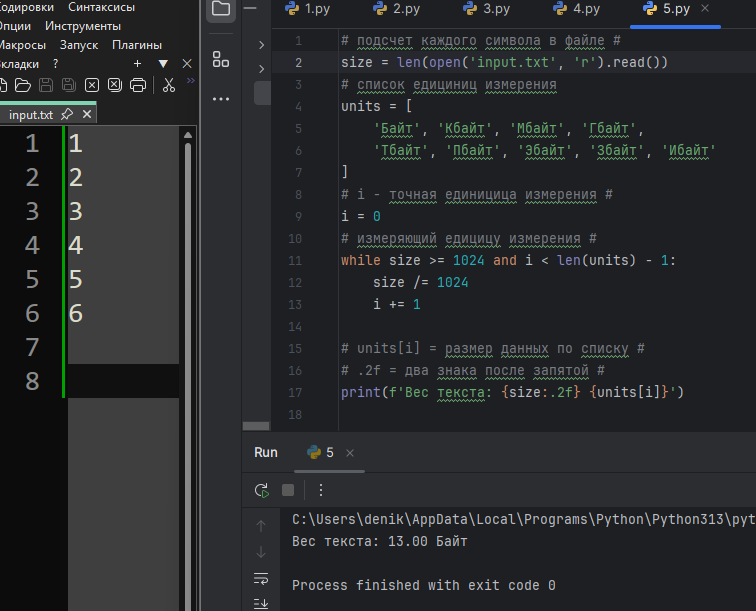 Кодировки Синтаксисы
Опции Инструменты
Макросы Запуск Плагины
Вкладки ?
input.txt
1 1
2 2
3 3
4 4
5 5
6 6
7
8
1.py 2.py 3.py 4.py 5.py
1 # подсчет каждого символа в файле #
2 size = len(open('input.txt', 'r').read())
3 # список едициниц измерения
4 units = [
5 'Байт', 'Кбайт', 'Мбайт', 'Гбайт',
6 'Тбайт', 'Пбайт', 'Эбайт', 'Збайт', 'Ибайт'
7 ]
8 # i - точная единицица измерения #
9 i = 0
10 # измеряющий едицицу измерения #
11 while size >= 1024 and i < len(units) - 1:
12 size /= 1024
13 i += 1
14
15 # units[i] = размер данных по списку #
16 # .2f = два знака после запятой #
17 print(f'Вес текста: {size:.2f} {units[i]}')
18
Run 5
C:\Users\denik\AppData\Local\Programs\Python\Python313\pyt
Вес текста: 13.00 Байт
Process finished with exit code 0